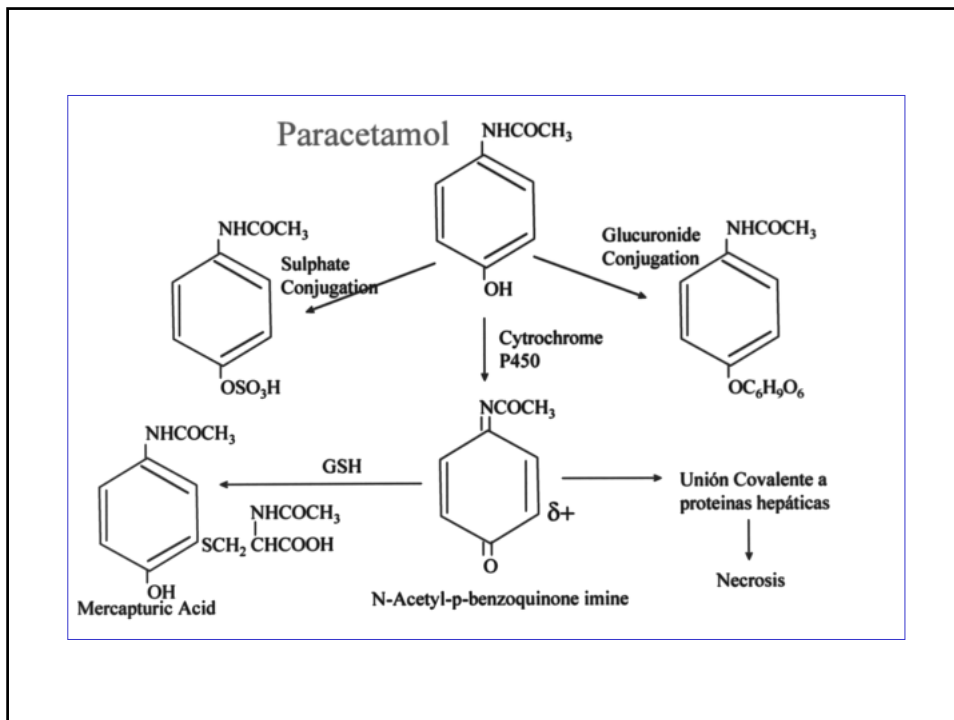 Paracetamol
NHCOCH₃
OH
NHCOCH₃
Sulphate
Conjugation
OSO₃H
Glucuronide
Conjugation
NHCOCH₃
OC₆H₉O₆
Cytrochrome
P450
NCOCH₃
δ+
O
N-Acetyl-p-benzoquinone imine
GSH
NHCOCH₃
NHCOCH₃
SCH₂ CHCOOH
OH
Mercapturic Acid
Unión Covalente a
proteinas hepáticas
Necrosis